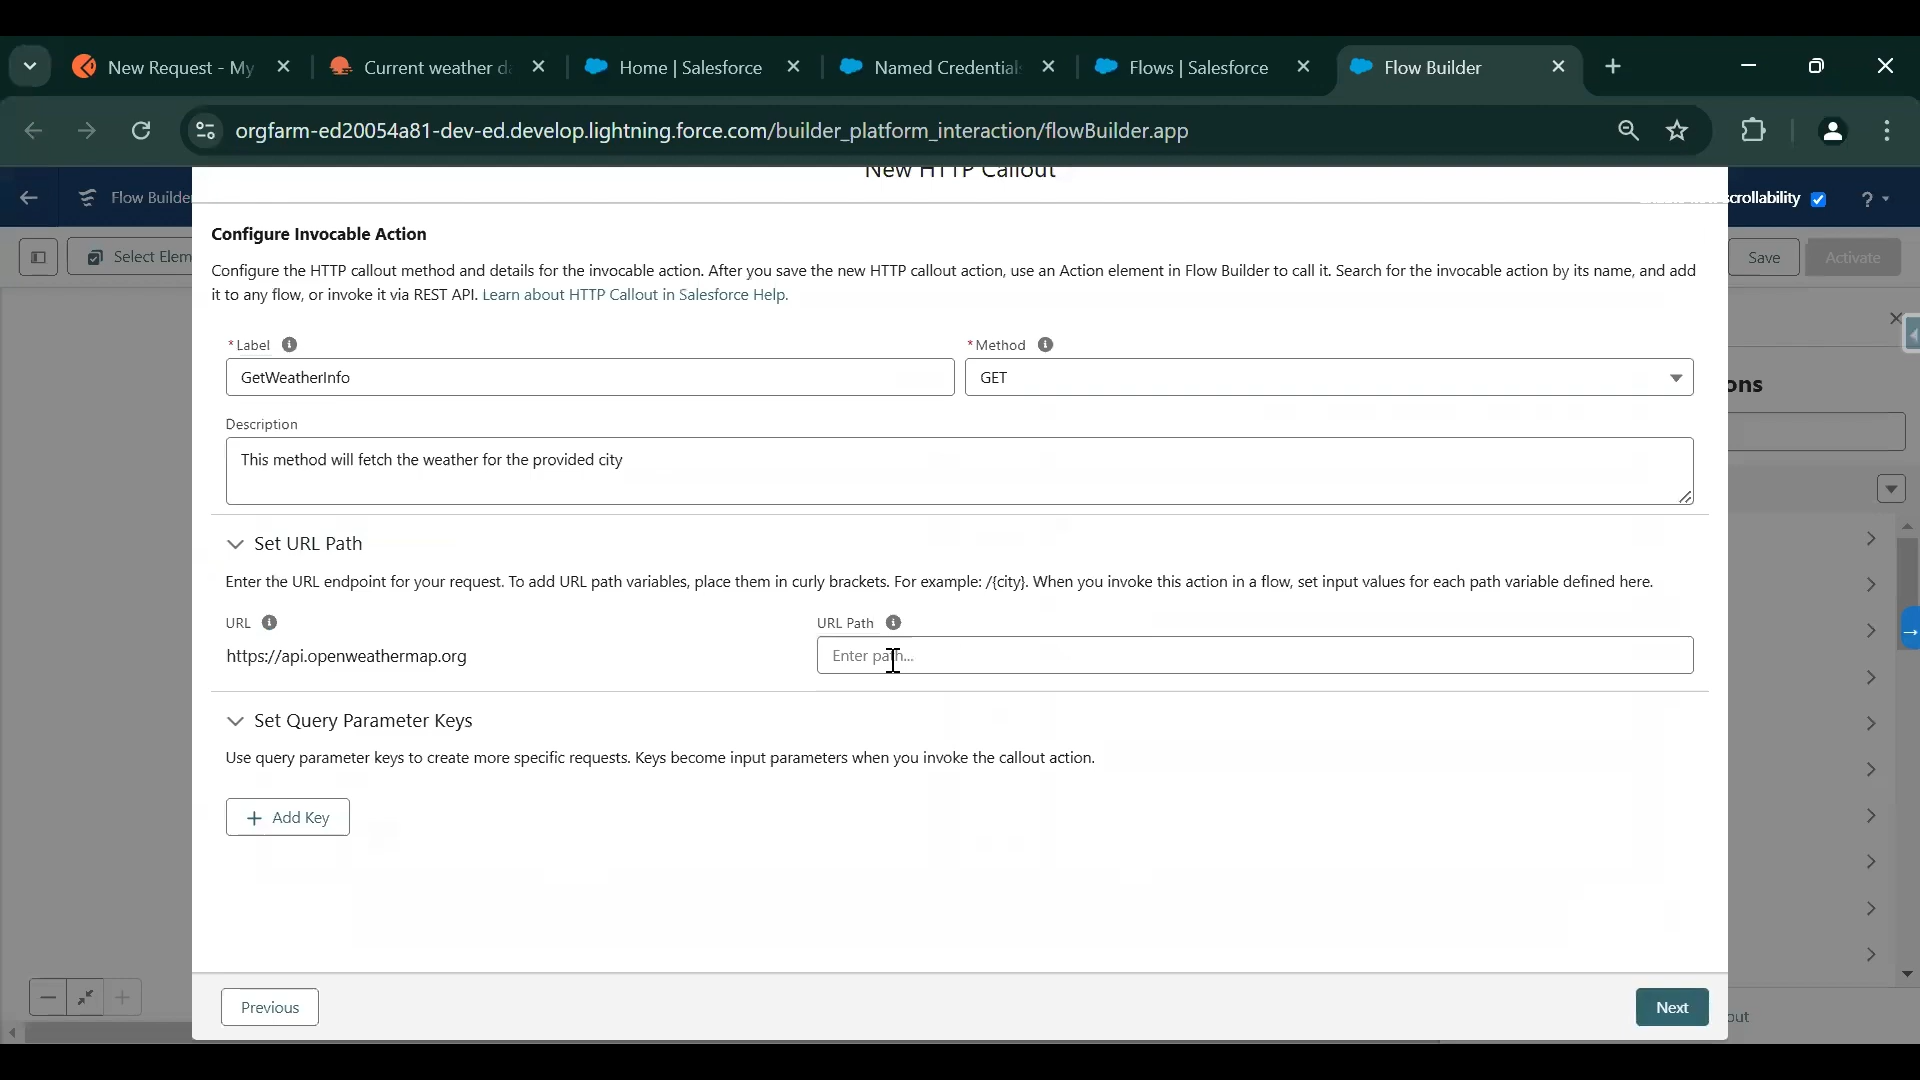 New Request - My
Current weather d
Home | Salesforce
Named Credential
Flows | Salesforce
Flow Builder
orgfarm-ed20054a81-dev-ed.develop.lightning.force.com/builder_platform_interaction/flowBuilder.app
Flow Builde
New HTTP Callout
scrollability
?
Select Elem
Save
Activate
Configure Invocable Action
Configure the HTTP callout method and details for the invocable action. After you save the new HTTP callout action, use an Action element in Flow Builder to call it. Search for the invocable action by its name, and add
it to any flow, or invoke it via REST API. Learn about HTTP Callout in Salesforce Help.
* Label
* Method
GetWeatherInfo
GET
ons
Description
This method will fetch the weather for the provided city
Set URL Path
Enter the URL endpoint for your request. To add URL path variables, place them in curly brackets. For example: /{city}. When you invoke this action in a flow, set input values for each path variable defined here.
URL
URL Path
https://api.openweathermap.org
Enter path...
Set Query Parameter Keys
Use query parameter keys to create more specific requests. Keys become input parameters when you invoke the callout action.
+ Add Key
Previous
Next
out